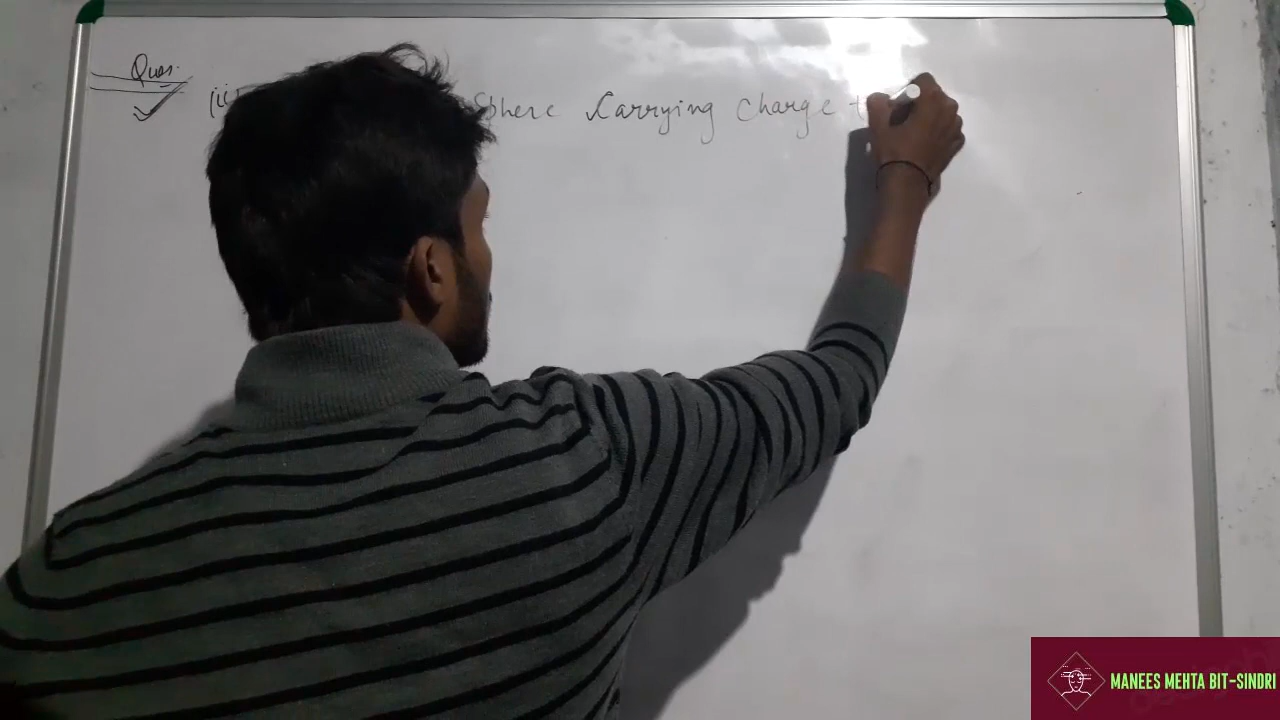 Ques.
(ii) Sphere Carrying Charge +
MANEES MEHTA BIT-SINDRI